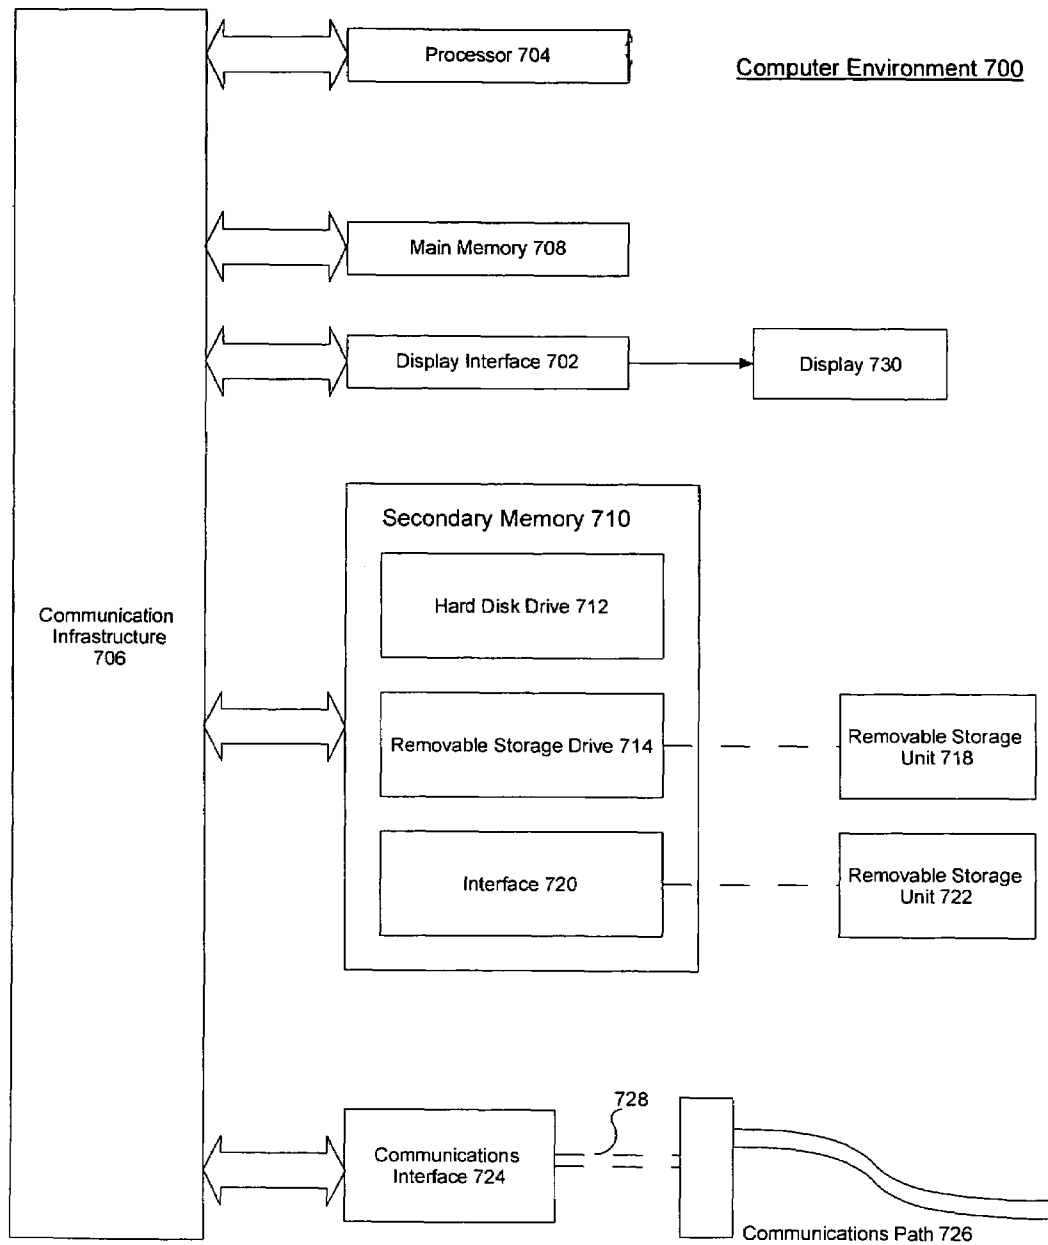 Processor 704
Computer Environment 700
Main Memory 708
Display Interface 702
Display 730
Secondary Memory 710
Hard Disk Drive 712
Communication
Infrastructure
706
Removable Storage Drive 714
Removable Storage
Unit 718
Interface 720
Removable Storage
Unit 722
728
Communications
Interface 724
Communications Path 726